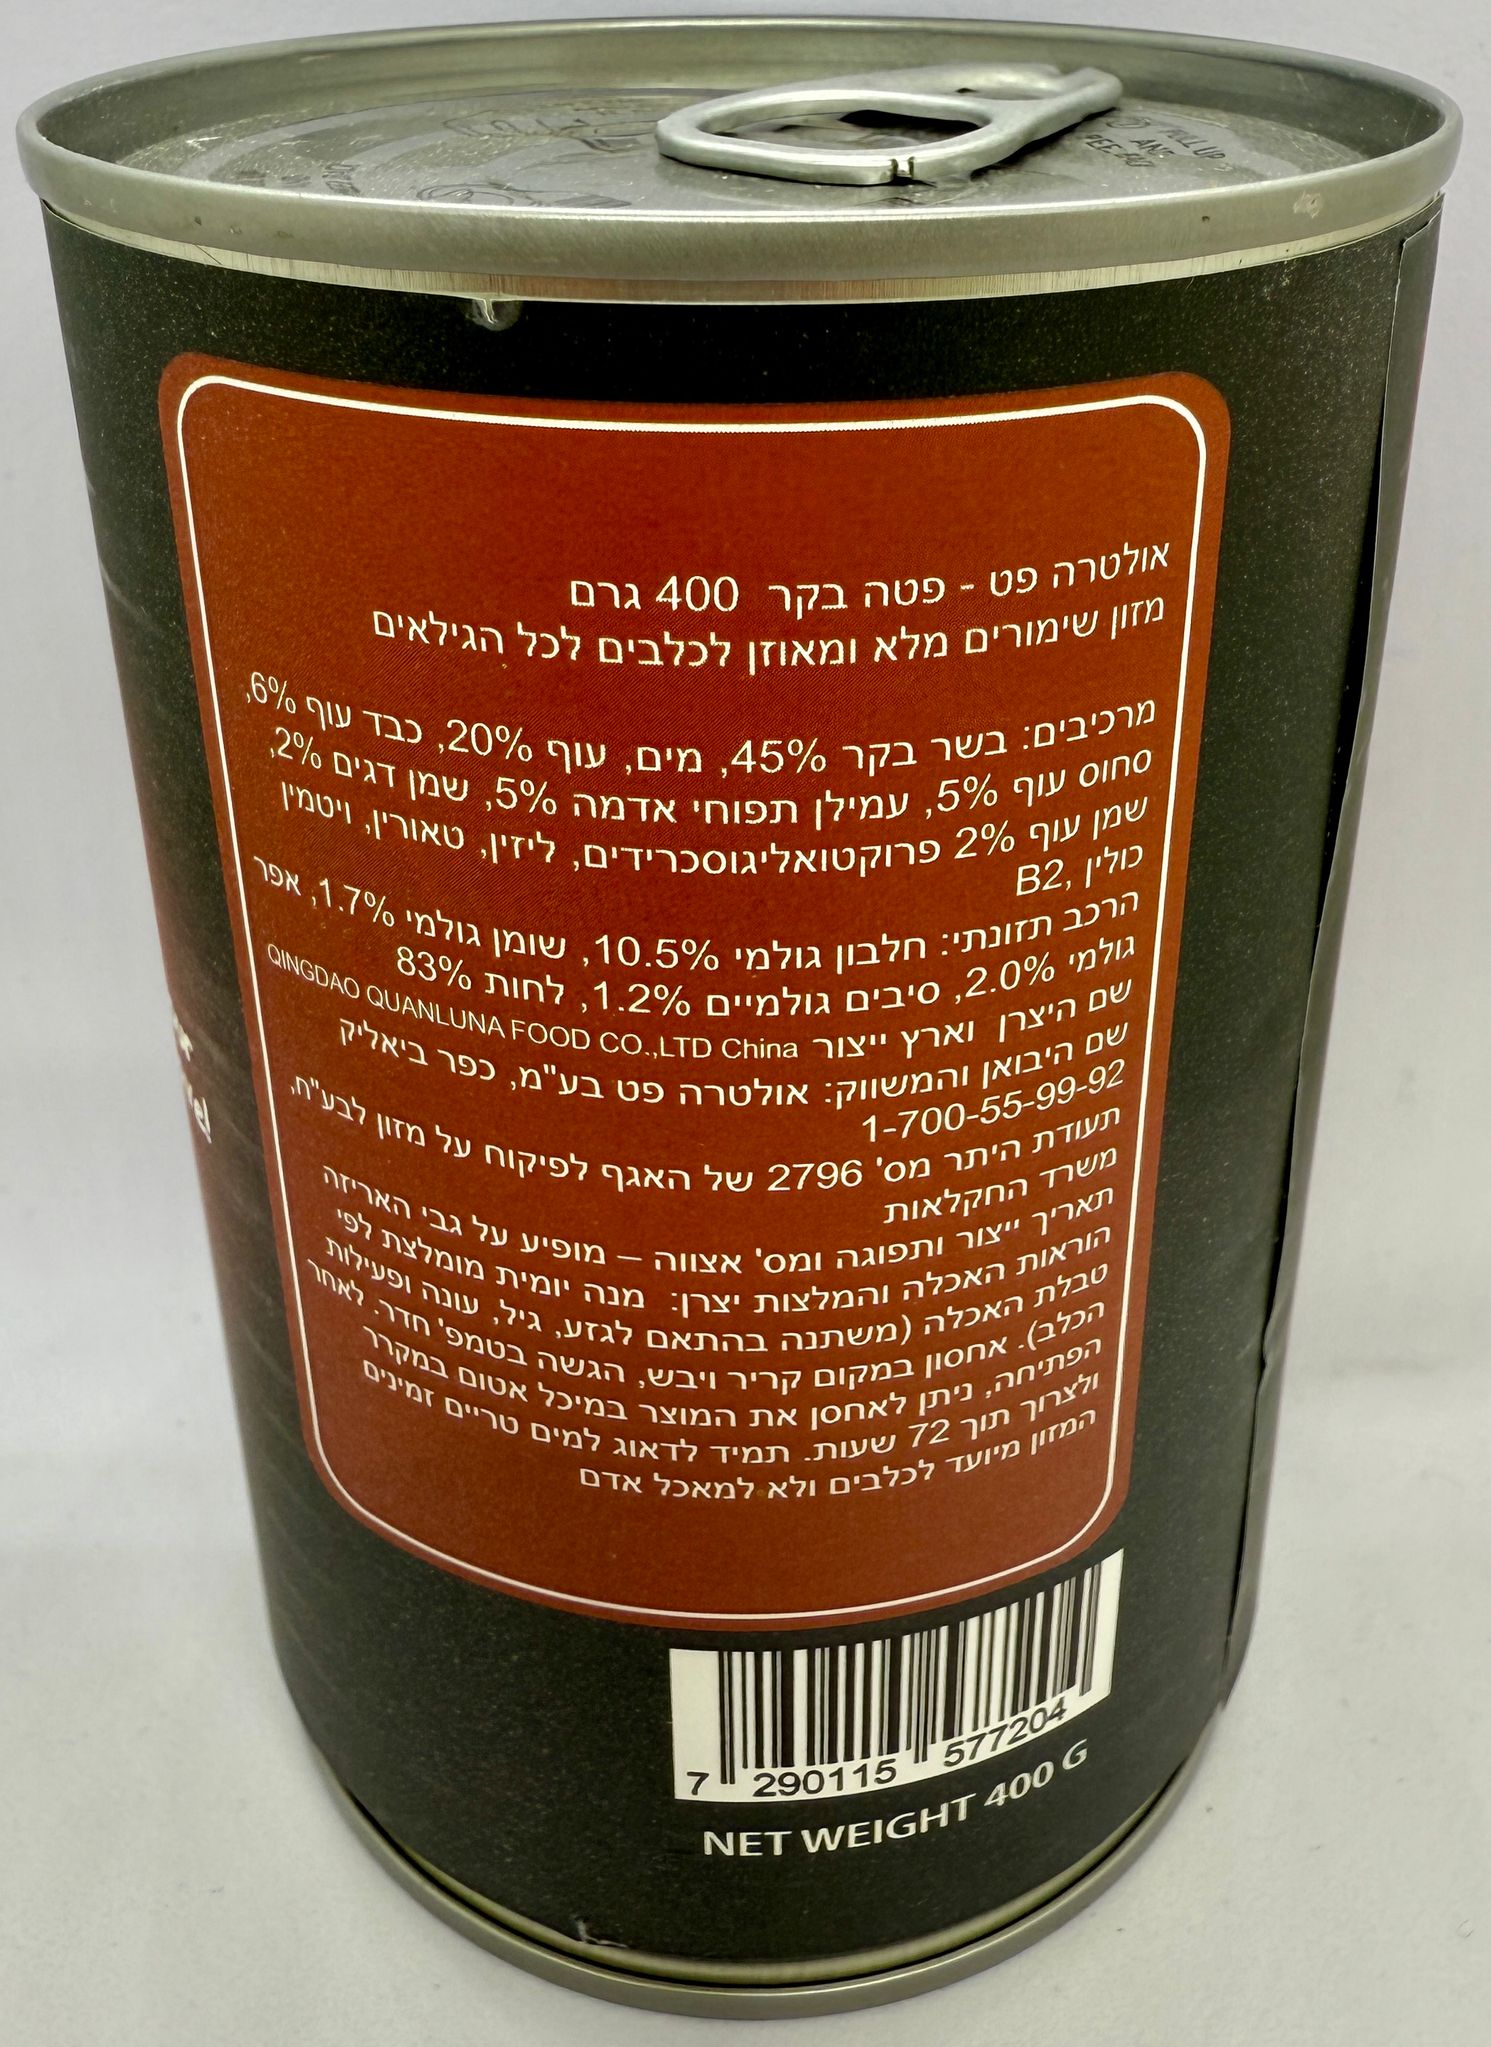 PULL UP
AND
אולטרה פט - פטה בקר 400 גרם
מזון שימורים מלא ומאוזן לכלבים לכל הגילאים
מרכיבים: בשר בקר 45%, מים, עוף 20%, כבד עוף 6%,
סחוס עוף 5%, עמילן תפוחי אדמה 5%, שמן דגים 2%,
שמן עוף 2% פרוקטואליגוסכרידים, ליזין, טאורין, ויטמין
כולין ,B2
הרכב תזונתי: חלבון גולמי 10.5%, שומן גולמי 1.7%, אפר
גולמי 2.0%, סיבים גולמיים 1.2%, לחות 83%
שם היצרן וארץ ייצור QINGDAO QUANLUNA FOOD CO.,LTD China
שם היבואן והמשווק: אולטרה פט בע"מ, כפר ביאליק
1-700-55-99-92
תעודת היתר מס' 2796 של האגף לפיקוח על מזון לבע"ח,
משרד החקלאות
תאריך ייצור ותפוגה ומס' אצווה – מופיע על גבי האריזה
הוראות האכלה והמלצות יצרן: מנה יומית מומלצת לפי
טבלת האכלה (משתנה בהתאם לגזע, גיל, עונה ופעילות
הכלב). אחסון במקום קריר ויבש, הגשה בטמפ' חדר. לאחר
הפתיחה, ניתן לאחסן את המוצר במיכל אטום במקרר
ולצרוך תוך 72 שעות. תמיד לדאוג למים טריים זמינים
המזון מיועד לכלבים ולא למאכל אדם
7 290115 577204
NET WEIGHT 400 G